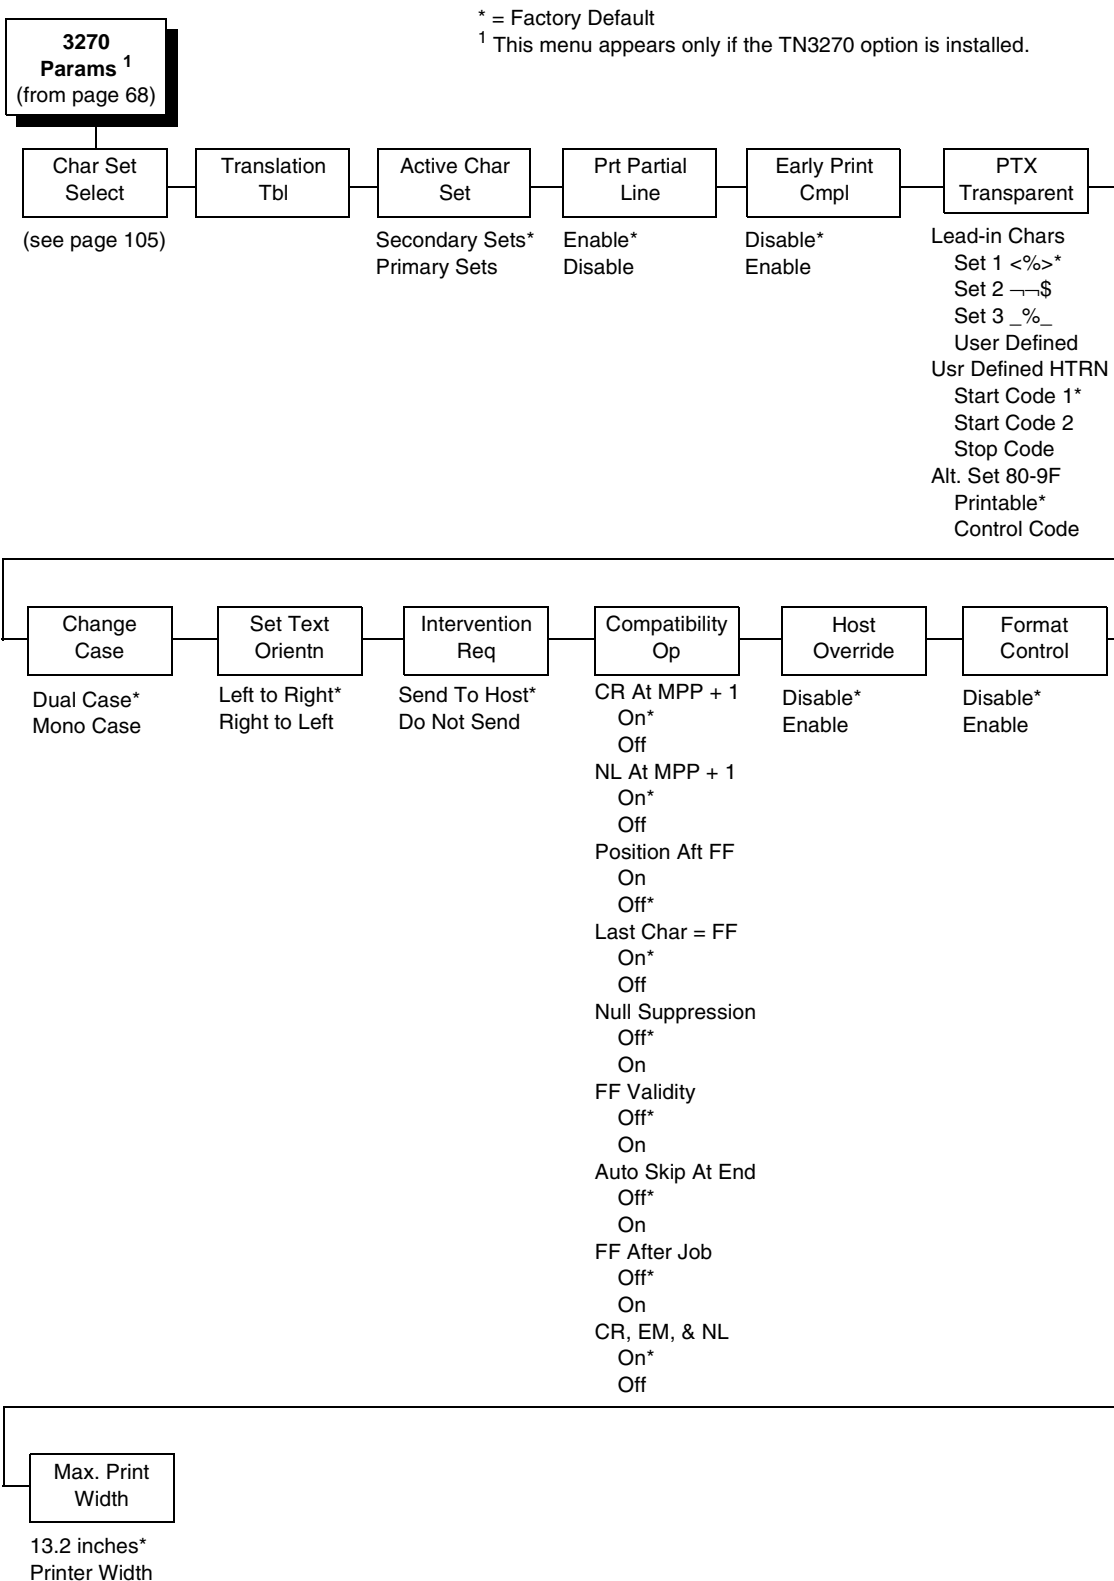 * = Factory Default
1 This menu appears only if the TN3270 option is installed.
3270
Params 1
(from page 68)
Char Set
Select
(see page 105)
Translation
Tbl
Active Char
Set
Secondary Sets*
Primary Sets
Prt Partial
Line
Enable*
Disable
Early Print
Cmpl
Disable*
Enable
PTX
Transparent
Lead-in Chars
Set 1 <%>*
Set 2 ¬¬$
Set 3 _%_
User Defined
Usr Defined HTRN
Start Code 1*
Start Code 2
Stop Code
Alt. Set 80-9F
Printable*
Control Code
Change
Case
Dual Case*
Mono Case
Set Text
Orientn
Left to Right*
Right to Left
Intervention
Req
Send To Host*
Do Not Send
Compatibility
Op
CR At MPP + 1
On*
Off
NL At MPP + 1
On*
Off
Position Aft FF
On
Off*
Last Char = FF
On*
Off
Null Suppression
Off*
On
FF Validity
Off*
On
Auto Skip At End
Off*
On
FF After Job
Off*
On
CR, EM, & NL
On*
Off
Host
Override
Disable*
Enable
Format
Control
Disable*
Enable
Max. Print
Width
13.2 inches*
Printer Width